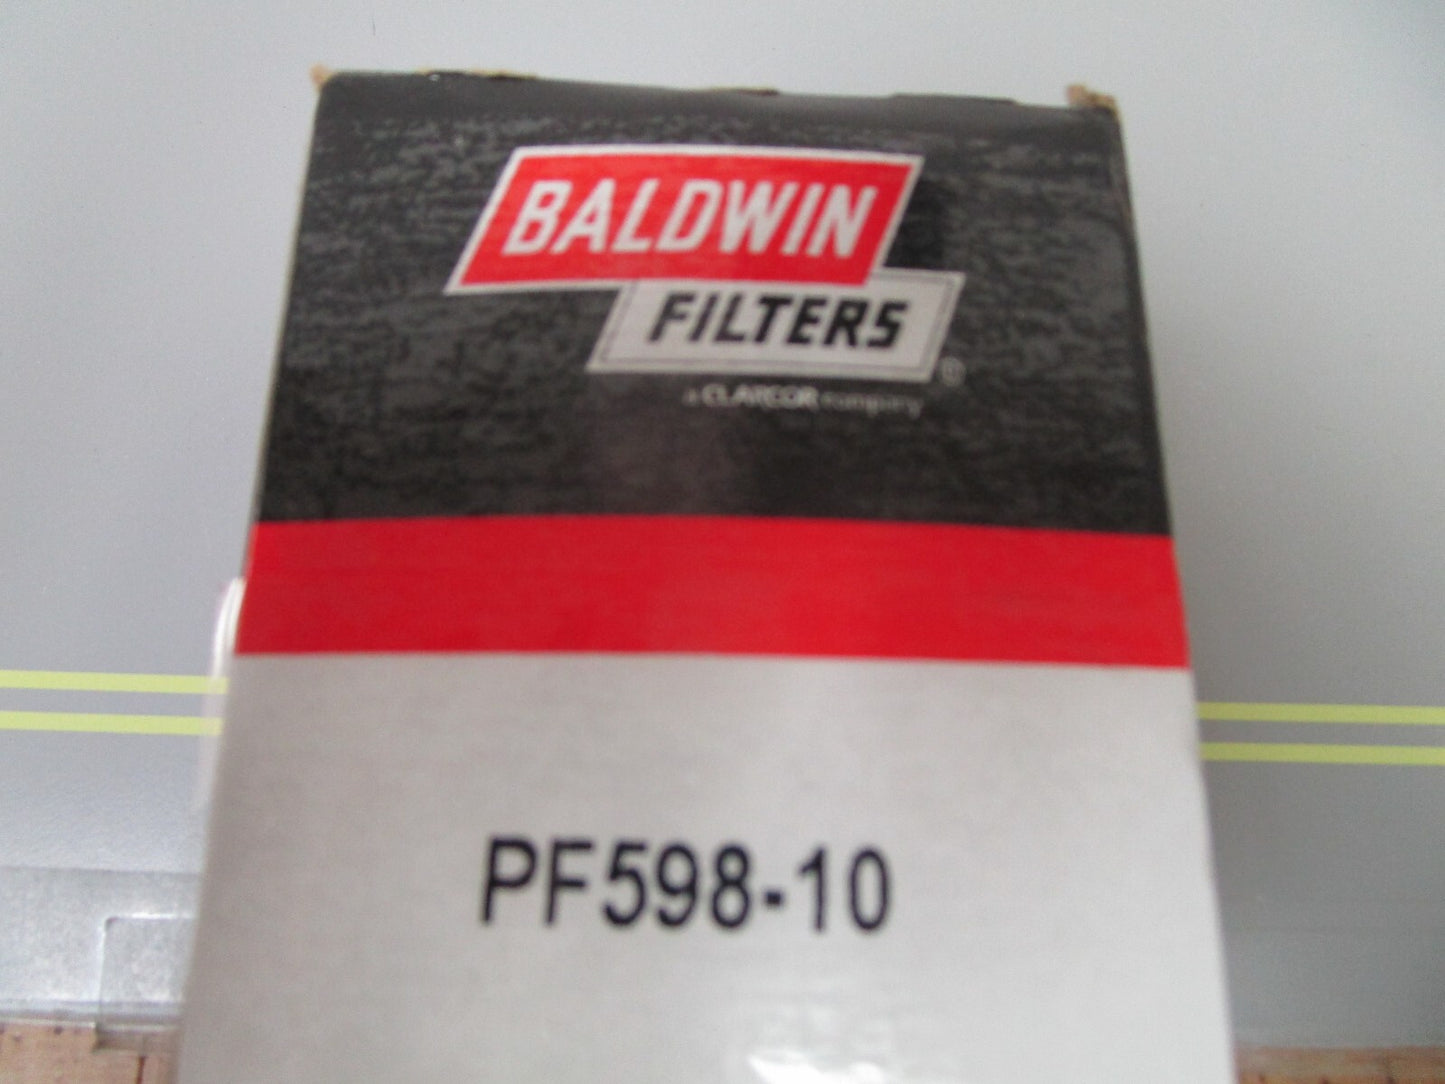 BALDWIN
FILTERS
®
a CLARCOR company
PF598-10